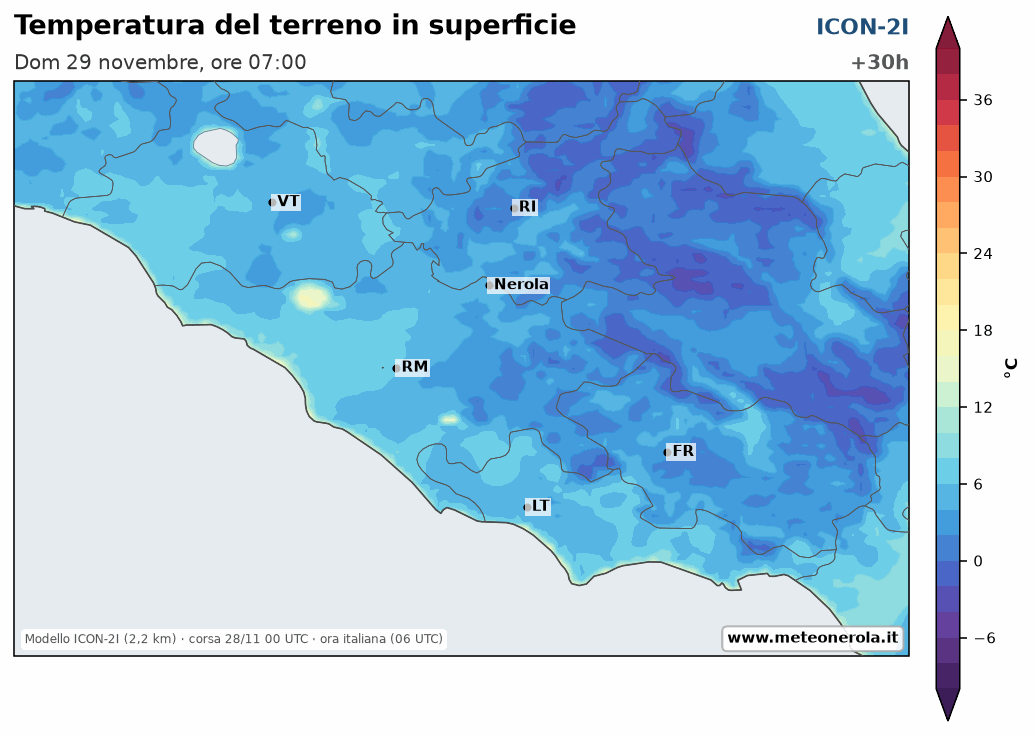 Temperatura del terreno in superficie
ICON-2I
Dom 29 novembre, ore 07:00
+30h
VT
RI
Nerola
RM
FR
LT
36
30
24
18
12
6
0
−6
°C
Modello ICON-2I (2,2 km) · corsa 28/11 00 UTC · ora italiana (06 UTC)
www.meteonerola.it